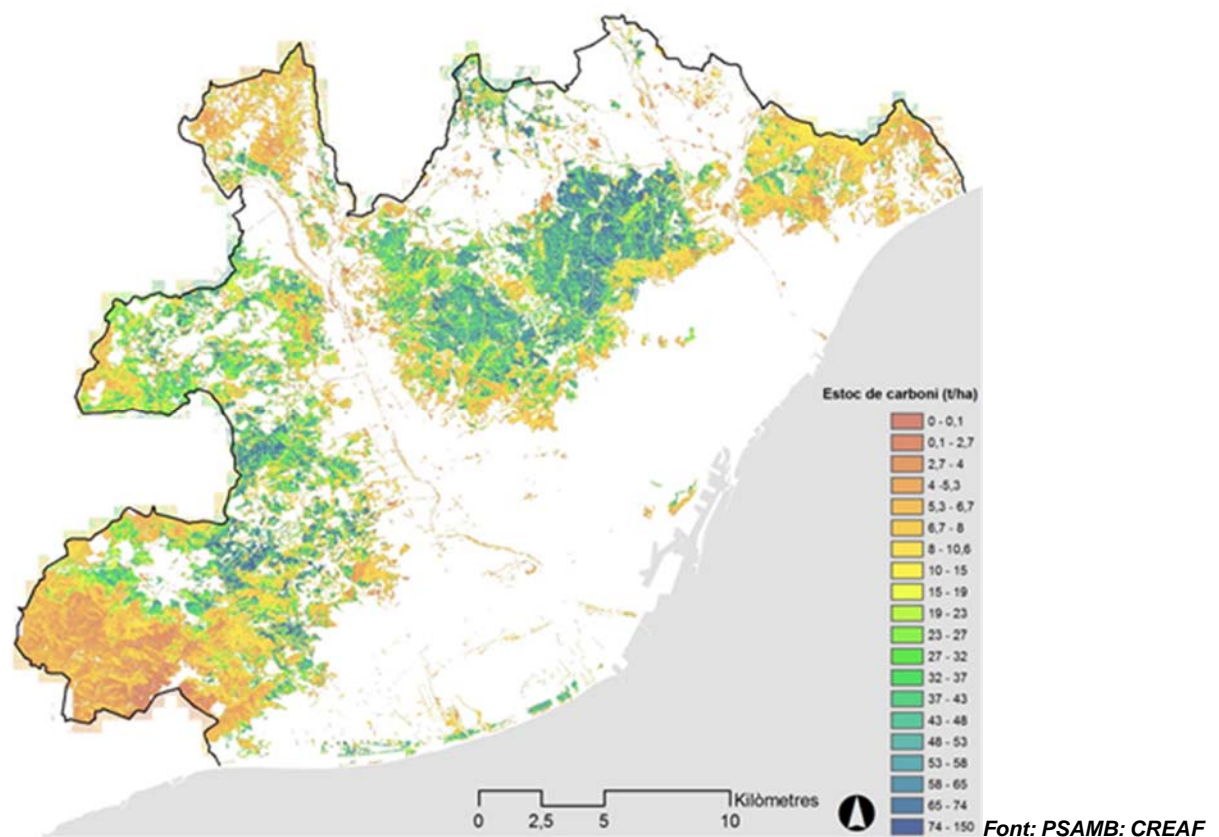 Estoc de carboni (t/ha)
0 - 0,1
0,1 - 2,7
2,7 - 4
4 -5,3
5,3 - 6,7
6,7 - 8
8 - 10,6
10 - 15
15 - 19
19 - 23
23 - 27
27 - 32
32 - 37
37 - 43
43 - 48
48 - 53
53 - 58
58 - 65
65 - 74
74 - 150
Kilòmetres
0 2,5 5 10
Font: PSAMB: CREAF